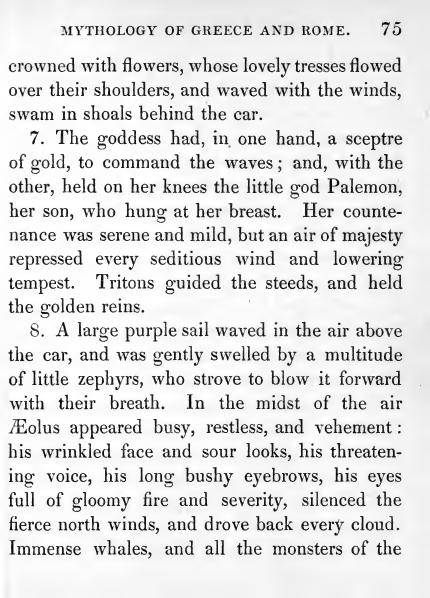 MYTHOLOGY OF GREECE AND ROME. 75
crowned with flowers, whose lovely tresses flowed
over their shoulders, and waved with the winds,
swam in shoals behind the car.
7. The goddess had, in one hand, a sceptre
of gold, to command the waves; and, with the
other, held on her knees the little god Palemon,
her son, who hung at her breast. Her counte-
nance was serene and mild, but an air of majesty
repressed every seditious wind and lowering
tempest. Tritons guided the steeds, and held
the golden reins.
8. A large purple sail waved in the air above
the car, and was gently swelled by a multitude
of little zephyrs, who strove to blow it forward
with their breath. In the midst of the air
Æolus appeared busy, restless, and vehement:
his wrinkled face and sour looks, his threaten-
ing voice, his long bushy eyebrows, his eyes
full of gloomy fire and severity, silenced the
fierce north winds, and drove back every cloud.
Immense whales, and all the monsters of the